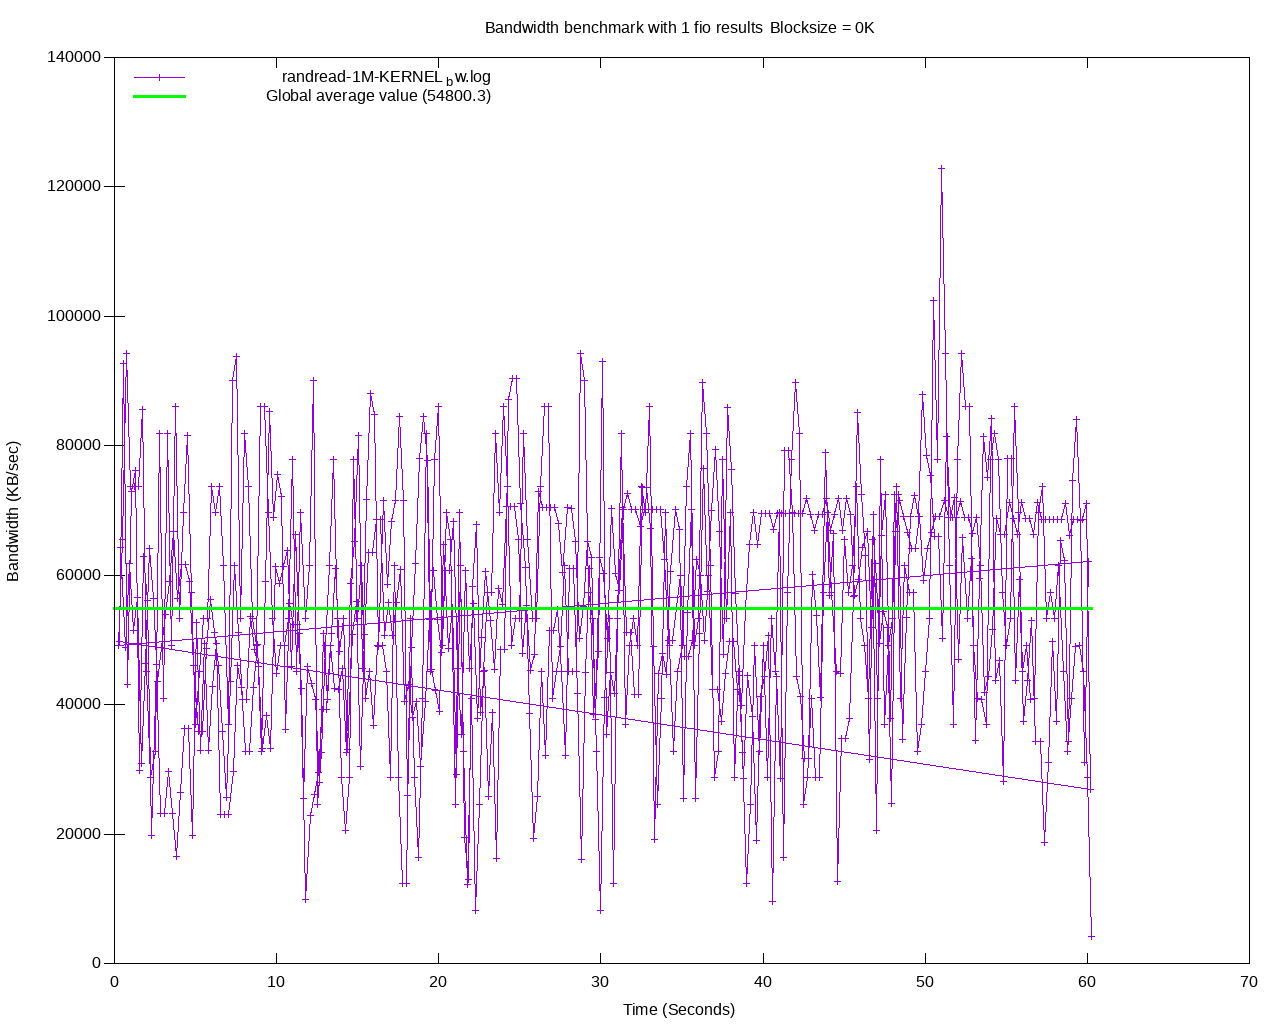 Bandwidth benchmark with 1 fio results Blocksize = 0K
140000
120000
100000
80000
60000
40000
20000
0
Bandwidth (KB/sec)
randread-1M-KERNEL_bw.log
Global average value (54800.3)
0 10 20 30 40 50 60 70
Time (Seconds)